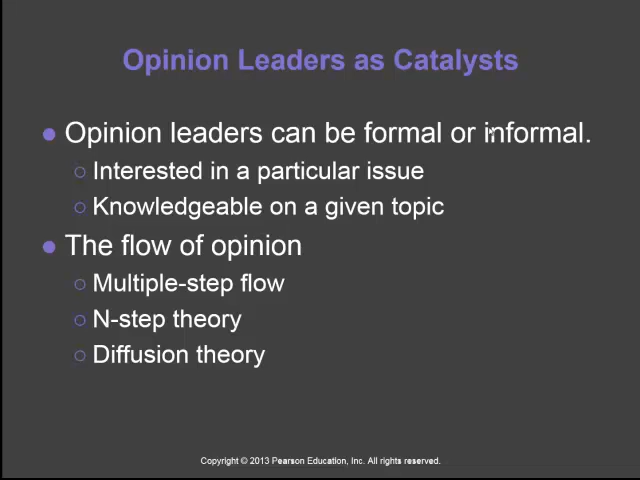 Opinion Leaders as Catalysts
● Opinion leaders can be formal or informal.
○ Interested in a particular issue
○ Knowledgeable on a given topic
● The flow of opinion
○ Multiple-step flow
○ N-step theory
○ Diffusion theory
Copyright © 2013 Pearson Education, Inc. All rights reserved.